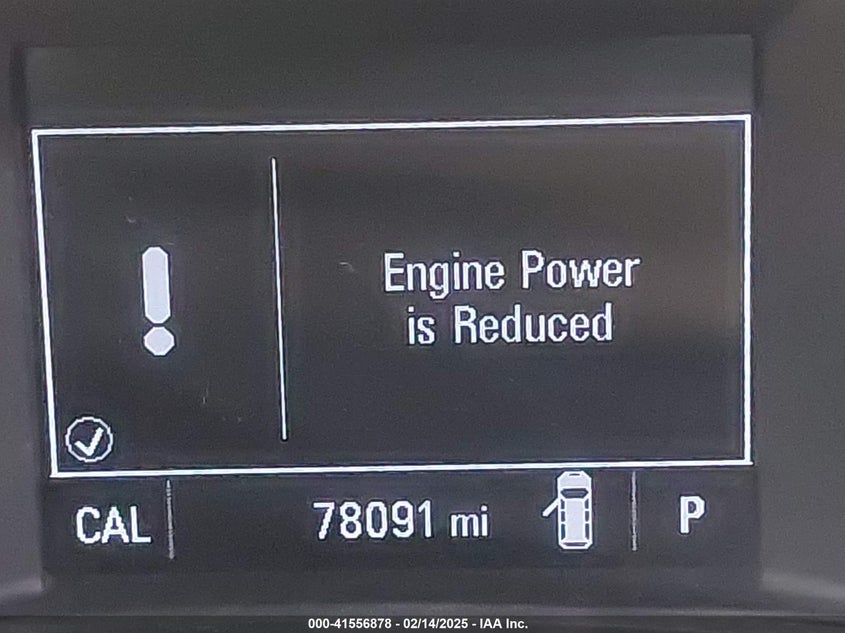 Engine Power
is Reduced
CAL 78091 mi P
000-41556878 - 02/14/2025 - IAA Inc.